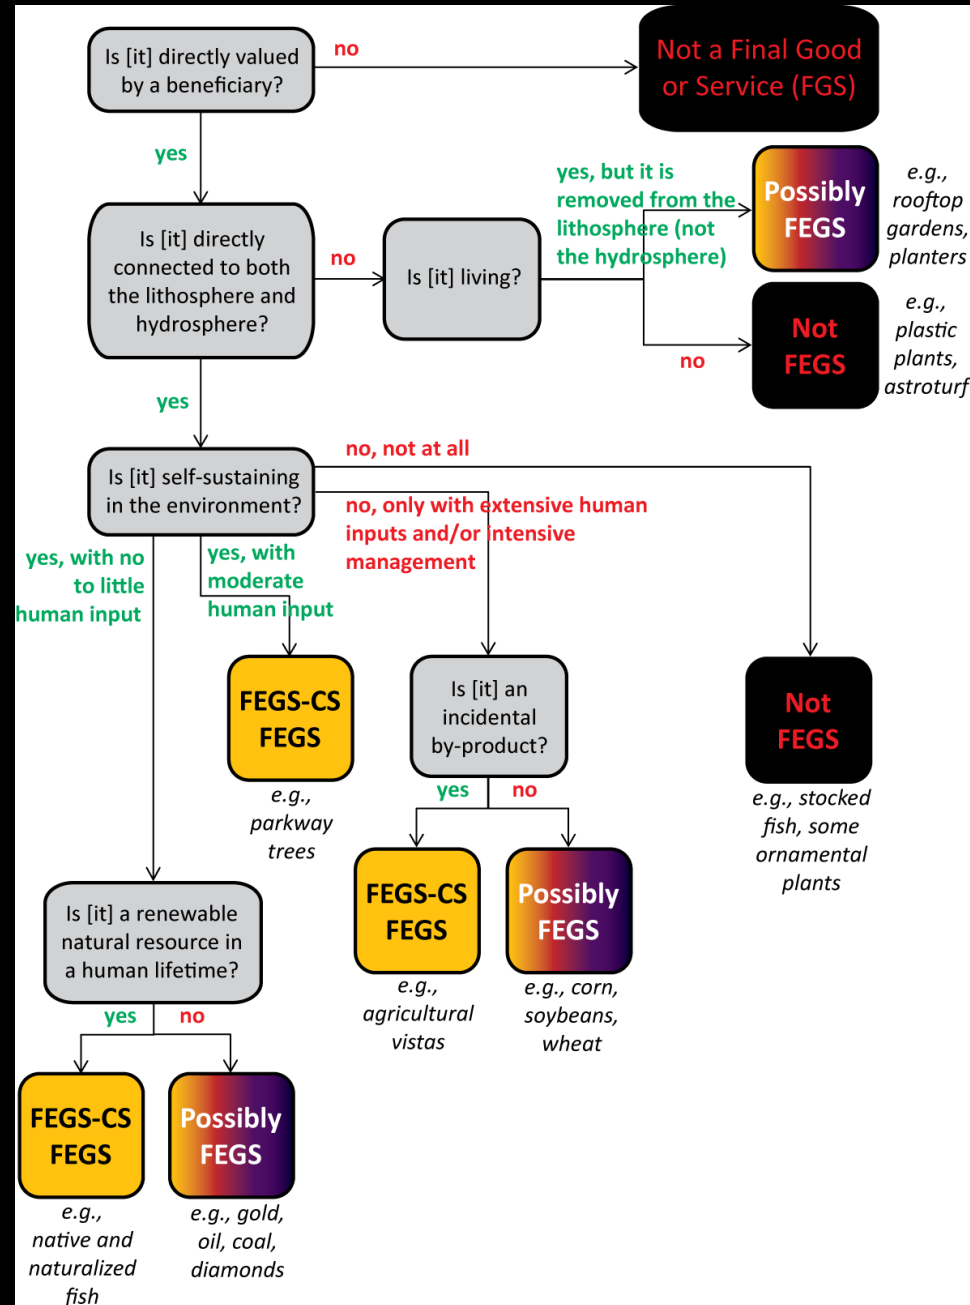 Is [it] directly valued
by a beneficiary?
no
Not a Final Good
or Service (FGS)
yes
Is [it] directly
connected to both
the lithosphere and
hydrosphere?
no
Is [it] living?
yes, but it is
removed from the
lithosphere (not
the hydrosphere)
Possibly
FEGS
e.g.,
rooftop
gardens,
planters
no
Not
FEGS
e.g.,
plastic
plants,
astroturf
yes
Is [it] self-sustaining
in the environment?
no, not at all
no, only with extensive human
inputs and/or intensive
management
yes, with no
to little
human input
yes, with
moderate
human input
FEGS-CS
FEGS
e.g.,
parkway
trees
Is [it] an
incidental
by-product?
Not
FEGS
e.g., stocked
fish, some
ornamental
plants
yes
no
FEGS-CS
FEGS
e.g.,
agricultural
vistas
Possibly
FEGS
e.g., corn,
soybeans,
wheat
Is [it] a renewable
natural resource in
a human lifetime?
yes
no
FEGS-CS
FEGS
e.g.,
native and
naturalized
fish
Possibly
FEGS
e.g., gold,
oil, coal,
diamonds